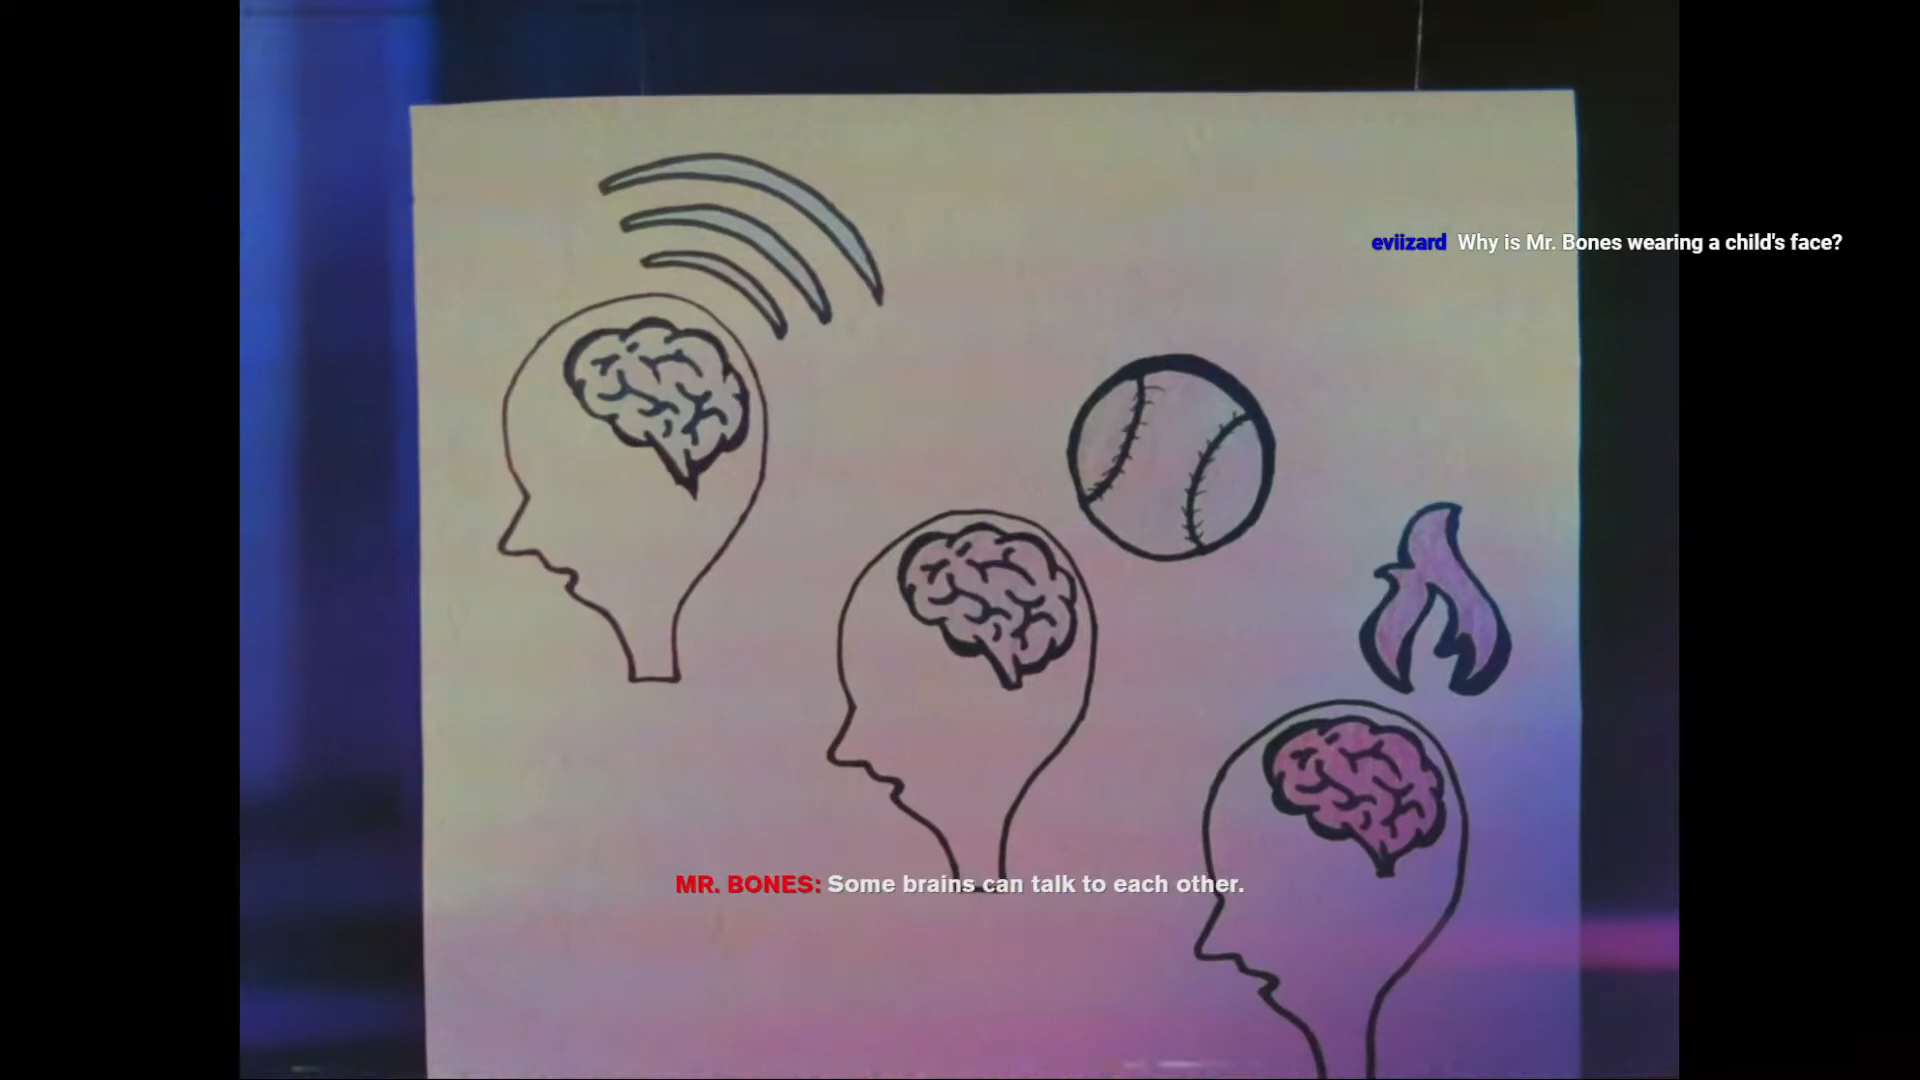 eviizard Why is Mr. Bones wearing a child's face?
MR. BONES: Some brains can talk to each other.